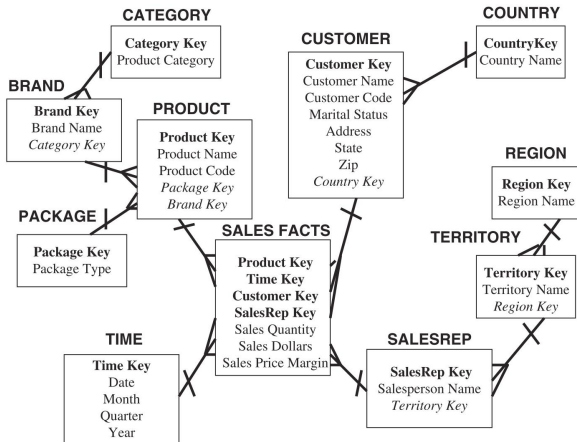 CATEGORY
Category Key
Product Category
BRAND
Brand Key
Brand Name
Category Key
PRODUCT
Product Key
Product Name
Product Code
Package Key
Brand Key
PACKAGE
Package Key
Package Type
TIME
Time Key
Date
Month
Quarter
Year
SALES FACTS
Product Key
Time Key
Customer Key
SalesRep Key
Sales Quantity
Sales Dollars
Sales Price Margin
CUSTOMER
Customer Key
Customer Name
Customer Code
Marital Status
Address
State
Zip
Country Key
COUNTRY
CountryKey
Country Name
REGION
Region Key
Region Name
TERRITORY
Territory Key
Territory Name
Region Key
SALESREP
SalesRep Key
Salesperson Name
Territory Key